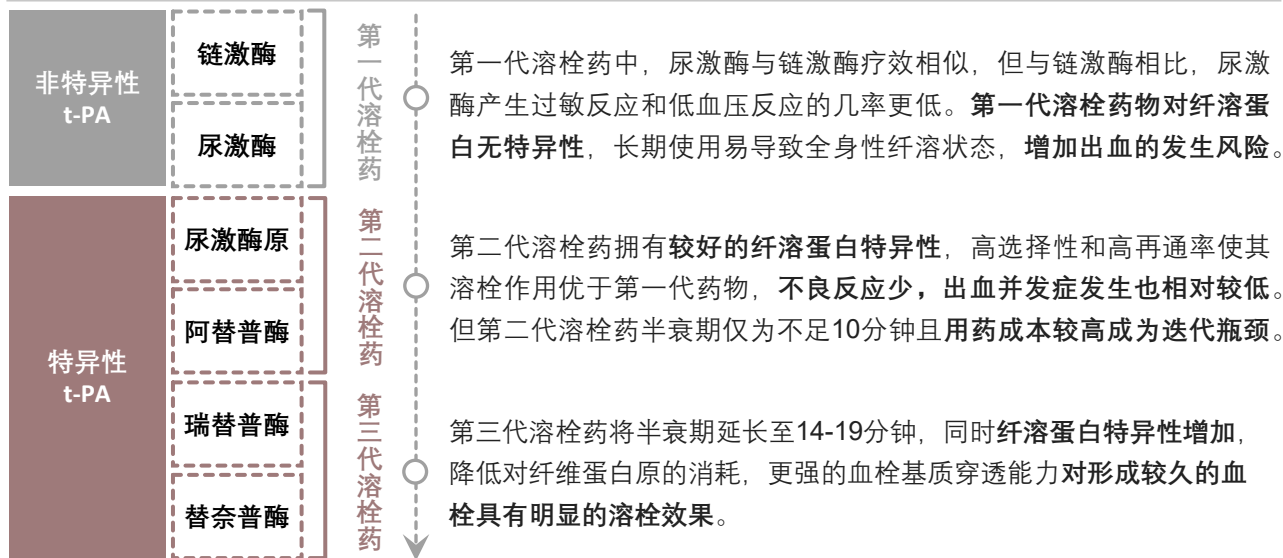 非特异性
t-PA
链激酶
尿激酶
第一代溶栓药
第一代溶栓药中，尿激酶与链激酶疗效相似，但与链激酶相比，尿激
酶产生过敏反应和低血压反应的几率更低。第一代溶栓药物对纤溶蛋
白无特异性，长期使用易导致全身性纤溶状态，增加出血的发生风险。
特异性
t-PA
尿激酶原
阿替普酶
第二代溶栓药
第二代溶栓药拥有较好的纤溶蛋白特异性，高选择性和高再通率使其
溶栓作用优于第一代药物，不良反应少，出血并发症发生也相对较低。
但第二代溶栓药半衰期仅为不足10分钟且用药成本较高成为迭代瓶颈。
瑞替普酶
替奈普酶
第三代溶栓药
第三代溶栓药将半衰期延长至14-19分钟，同时纤溶蛋白特异性增加，
降低对纤维蛋白原的消耗，更强的血栓基质穿透能力对形成较久的血
栓具有明显的溶栓效果。